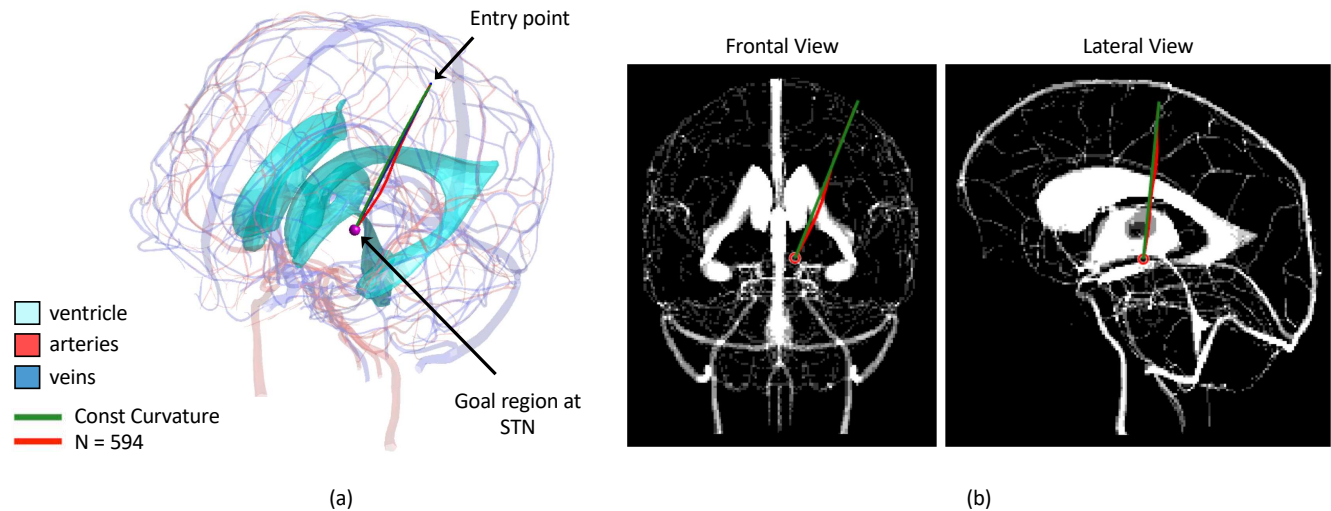 Entry point
ventricle
arteries
veins
Const Curvature
N = 594
Goal region at
STN
(a)
Frontal View
Lateral View
(b)